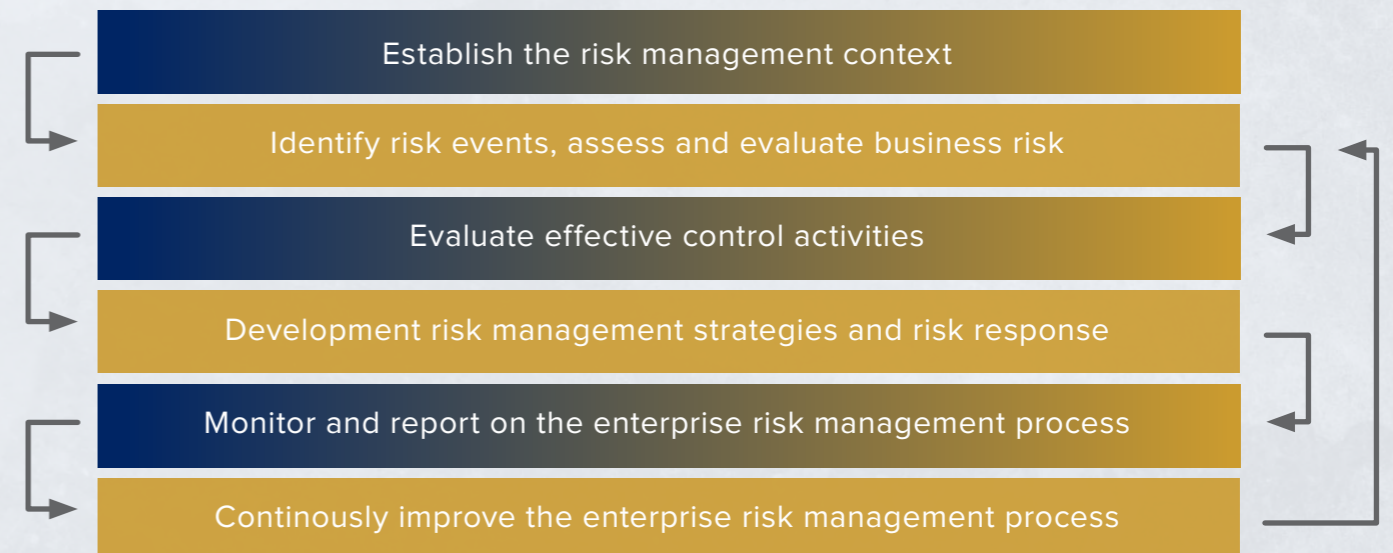 Establish the risk management context
Identify risk events, assess and evaluate business risk
Evaluate effective control activities
Development risk management strategies and risk response
Monitor and report on the enterprise risk management process
Continously improve the enterprise risk management process